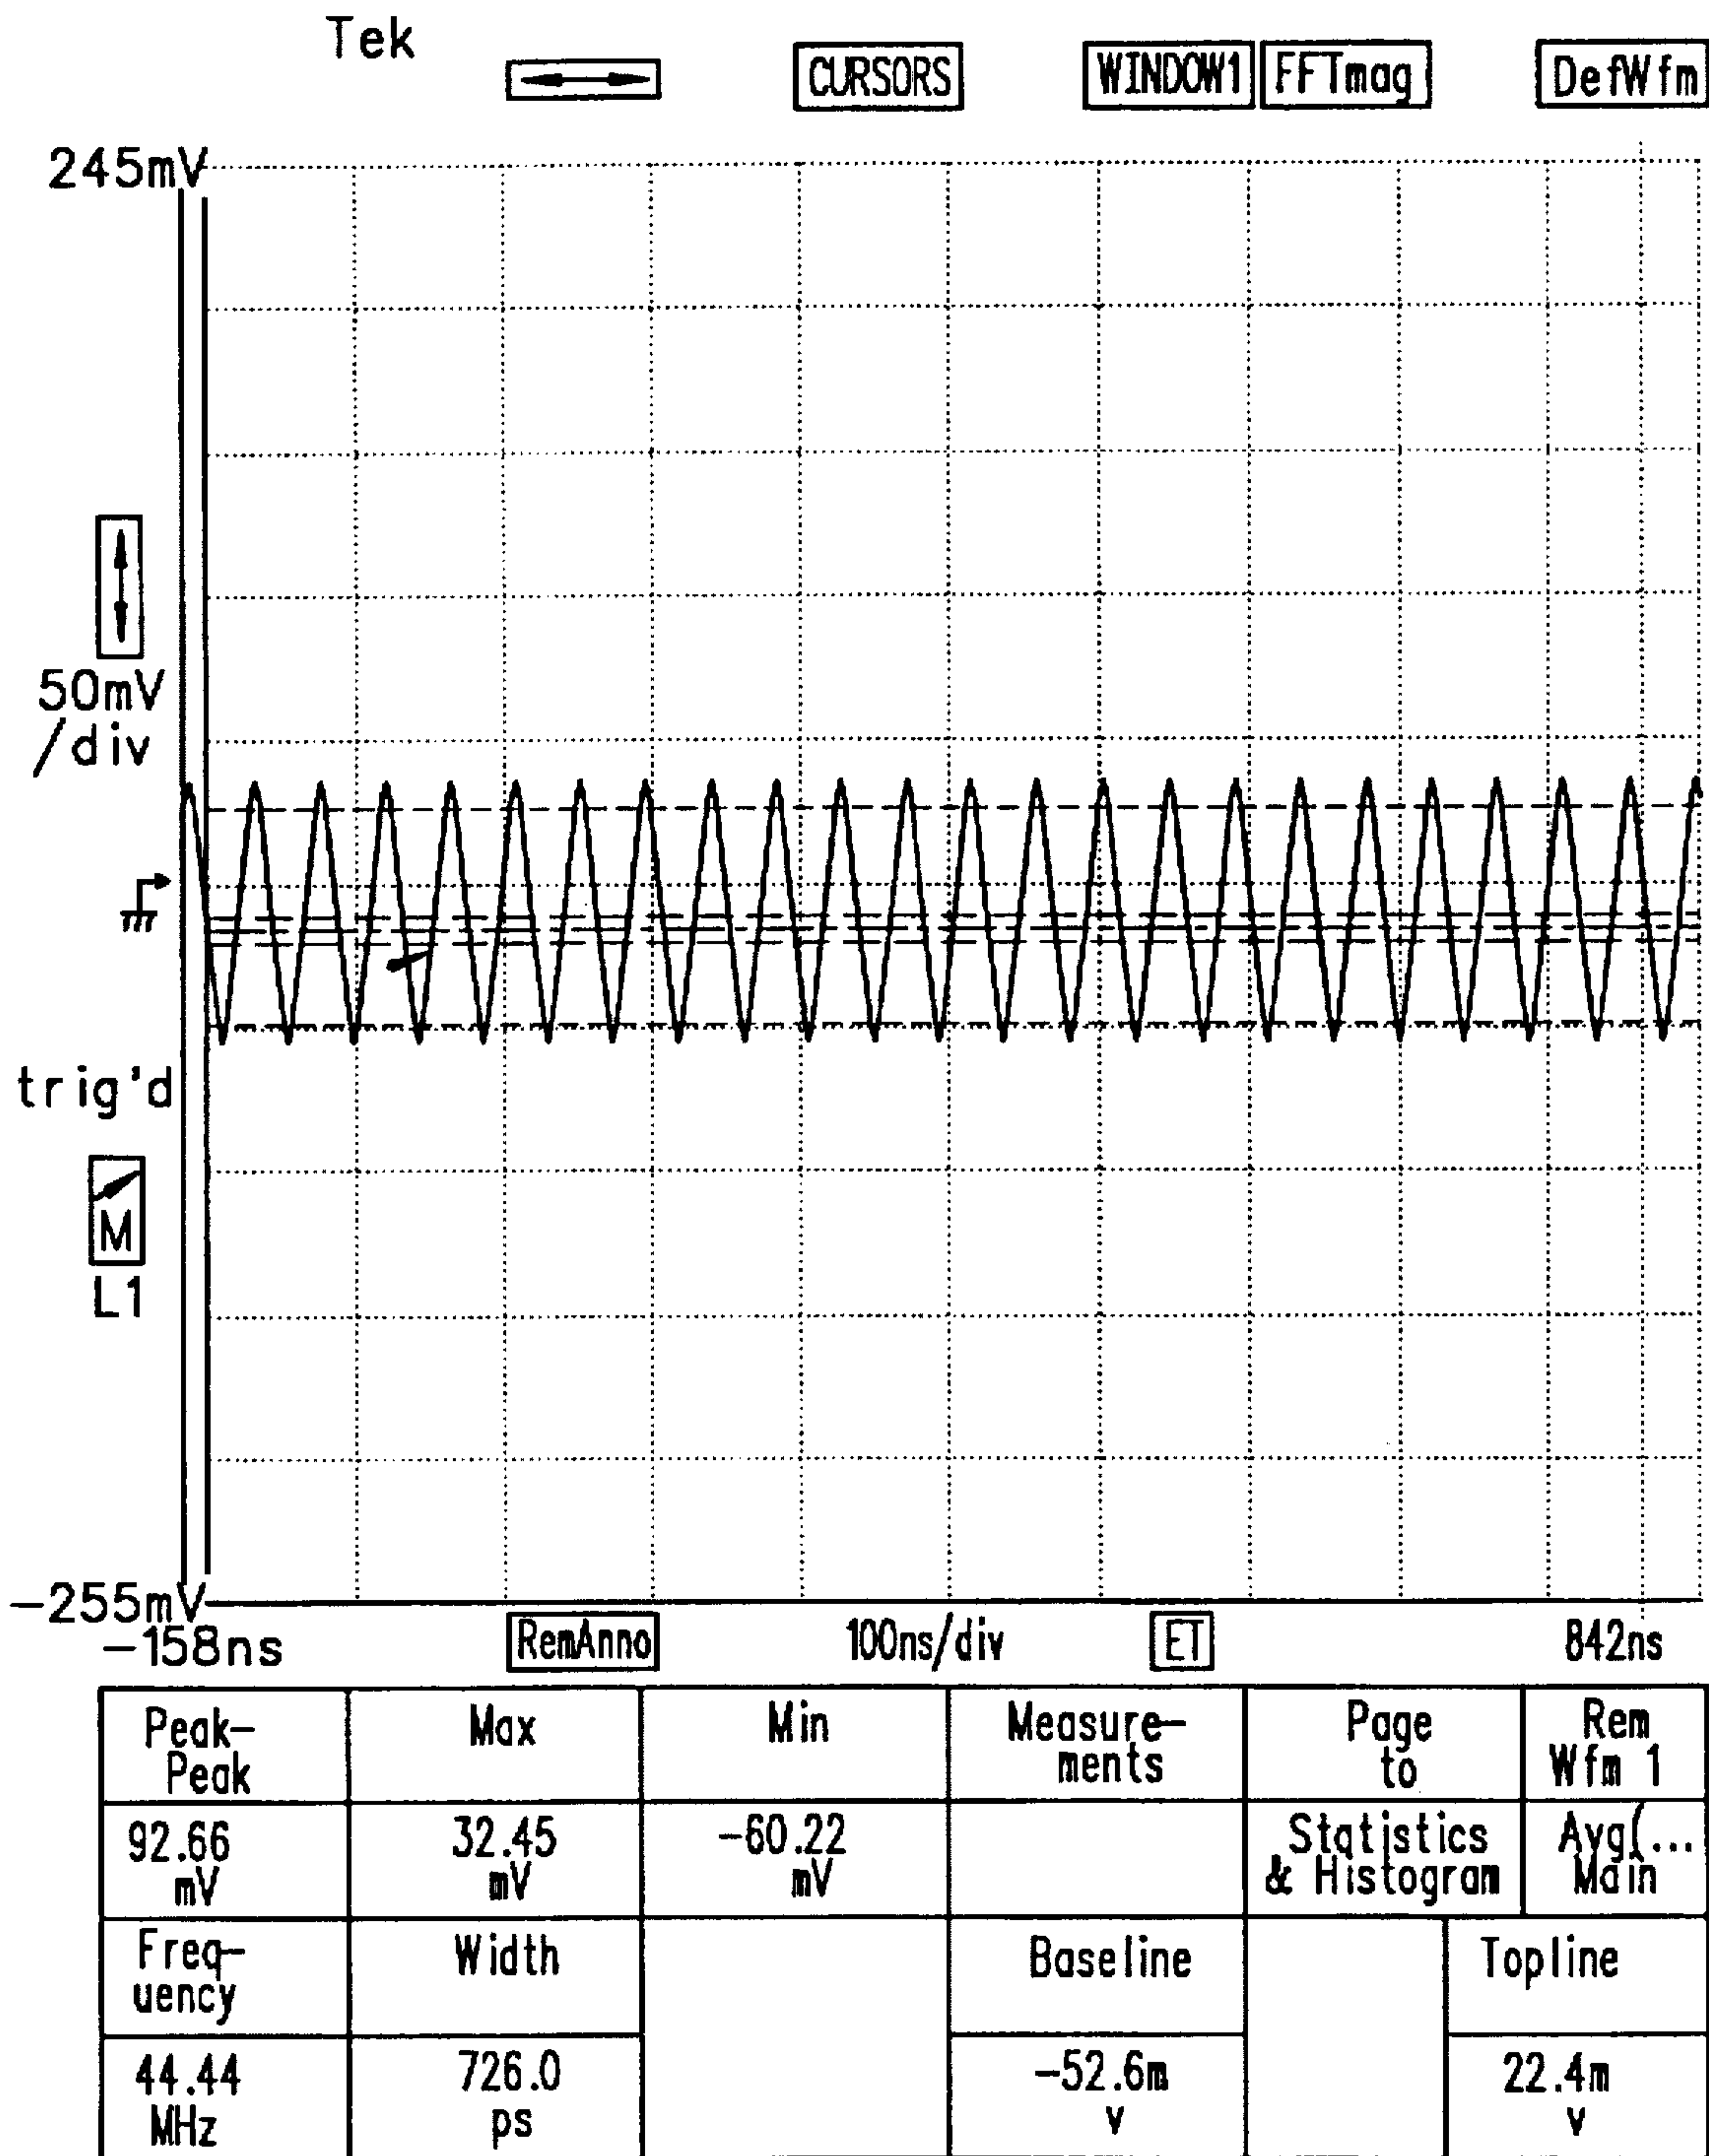 Tek
CURSORS WINDOW1 FFTmag DefWfm
245mV
50mV
/div
trig'd
M
L1
-255mV
-158ns RemAnno 100ns/div ET 842ns
Peak-
Peak
Max
Min
Measure-
ments
Page
to
Rem
Wfm 1
92.66
mV
32.45
mV
-60.22
mV
Statistics
& Histogram
Avg(...
Main
Freq-
uency
Width
Baseline
Topline
44.44
MHz
726.0
ps
-52.6m
v
22.4m
v